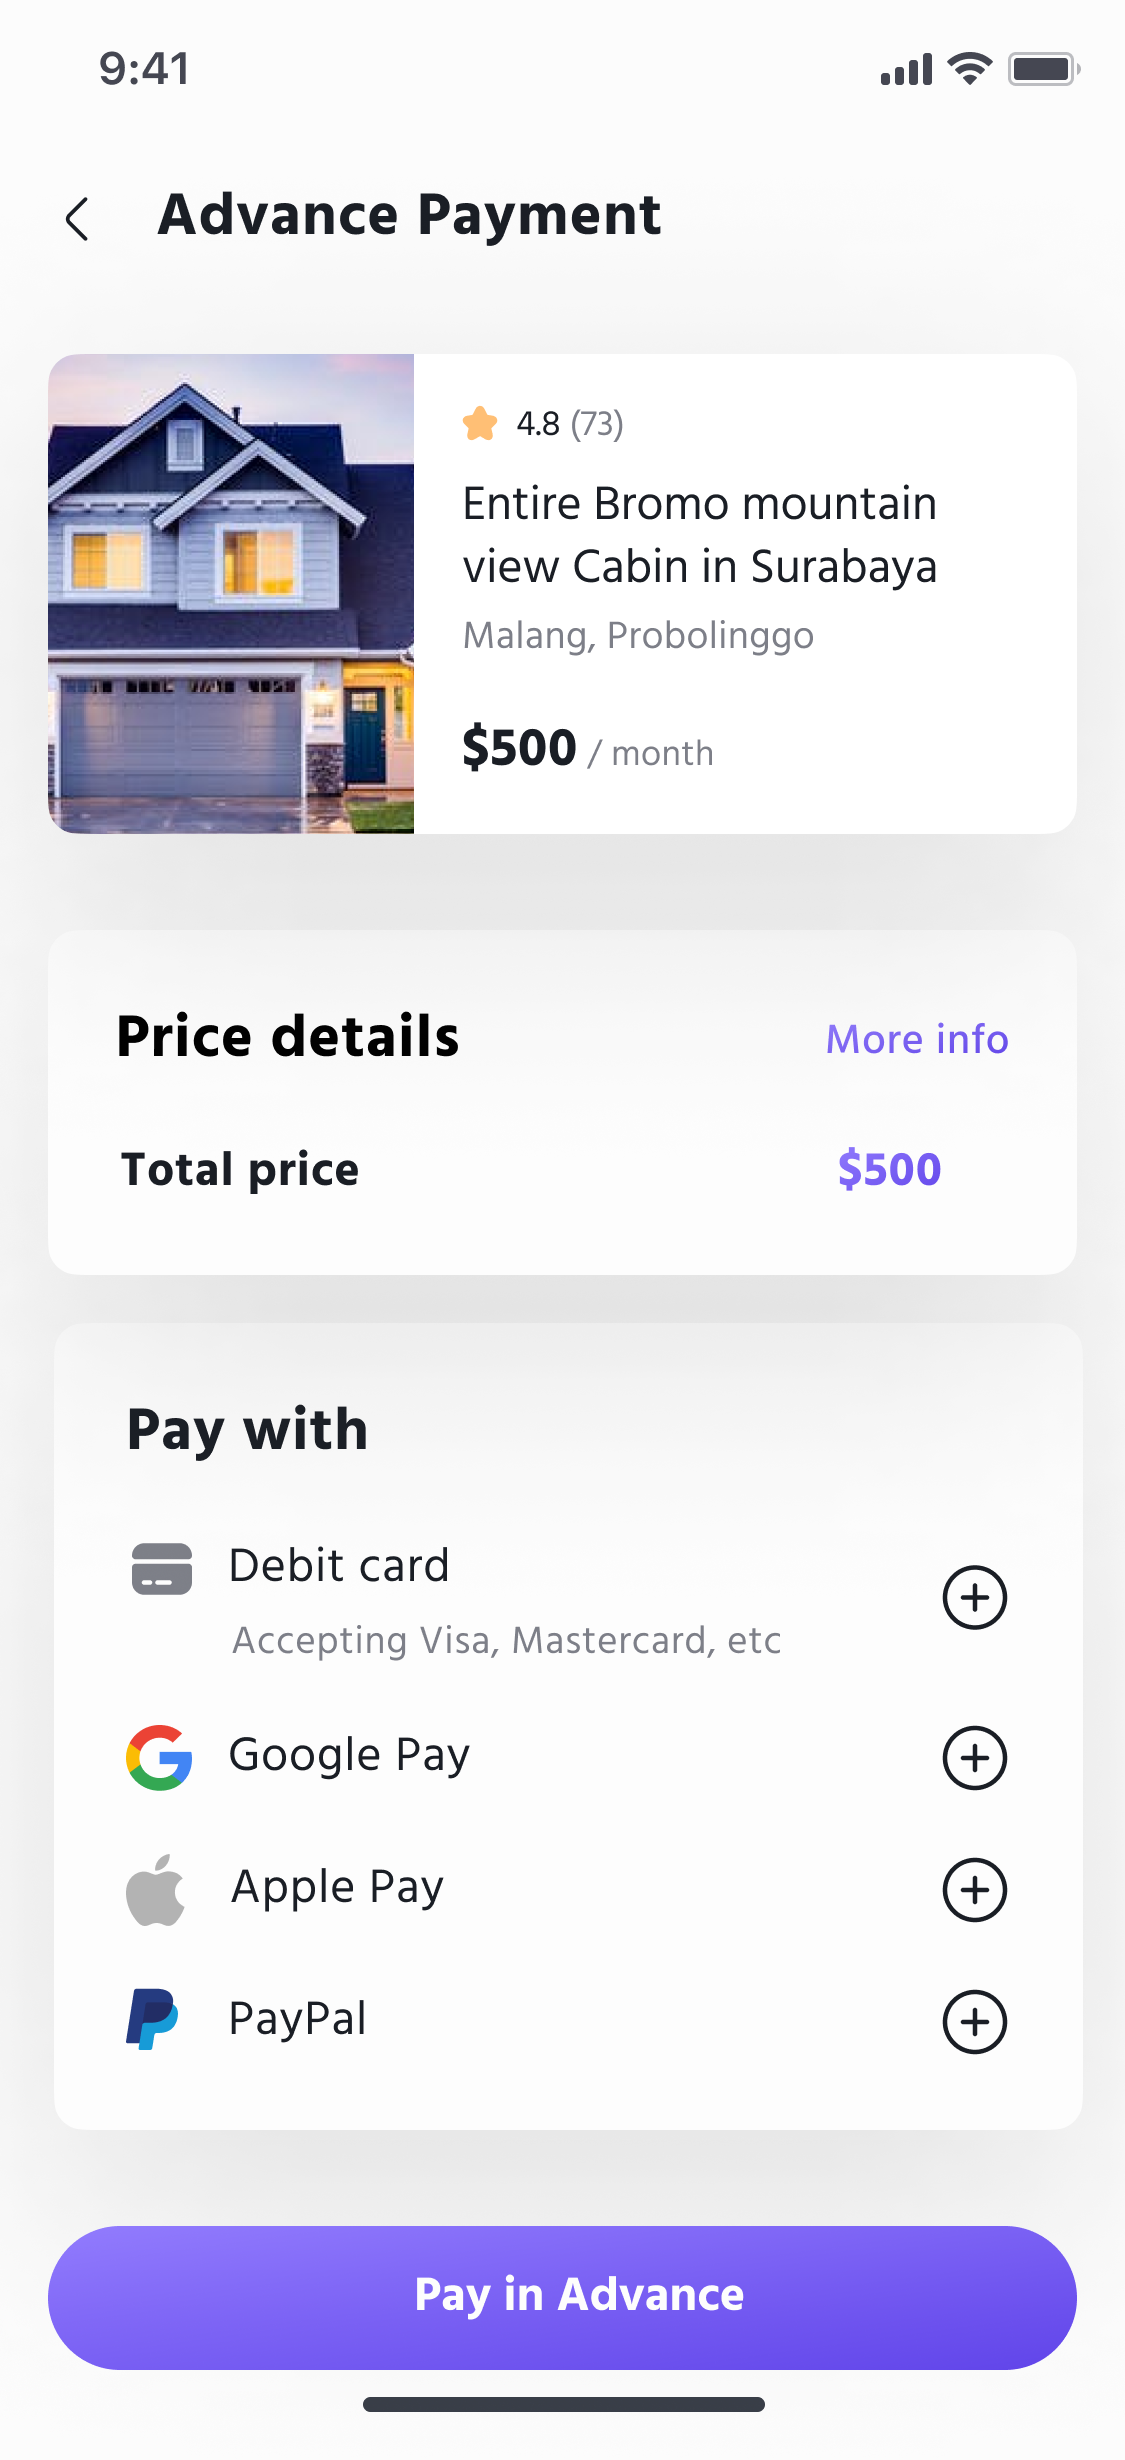 9:41
Advance Payment
4.8 (73)
Entire Bromo mountain
view Cabin in Surabaya
Malang, Probolinggo
$500 / month
Price details
More info
Total price
$500
Pay with
Debit card
Accepting Visa, Mastercard, etc
Google Pay
Apple Pay
PayPal
Pay in Advance